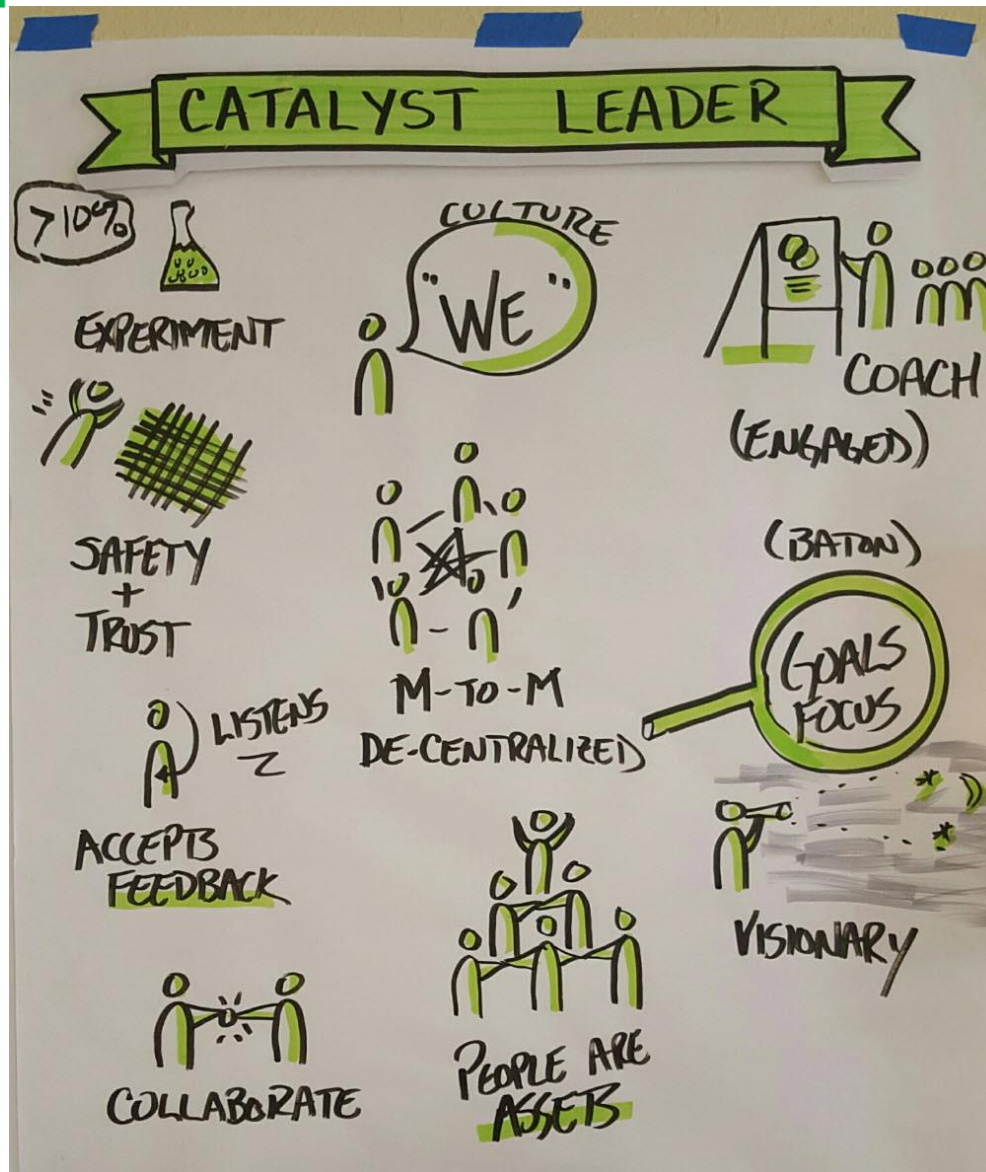 CATALYST LEADER
>10%
EXPERIMENT
SAFETY
+
TRUST
LISTENS
ACCEPTS
FEEDBACK
COLLABORATE
CULTURE
"WE"
M-TO-M
DE-CENTRALIZED
PEOPLE ARE
ASSETS
COACH
(ENGAGED)
(BATON)
GOALS
FOCUS
VISIONARY